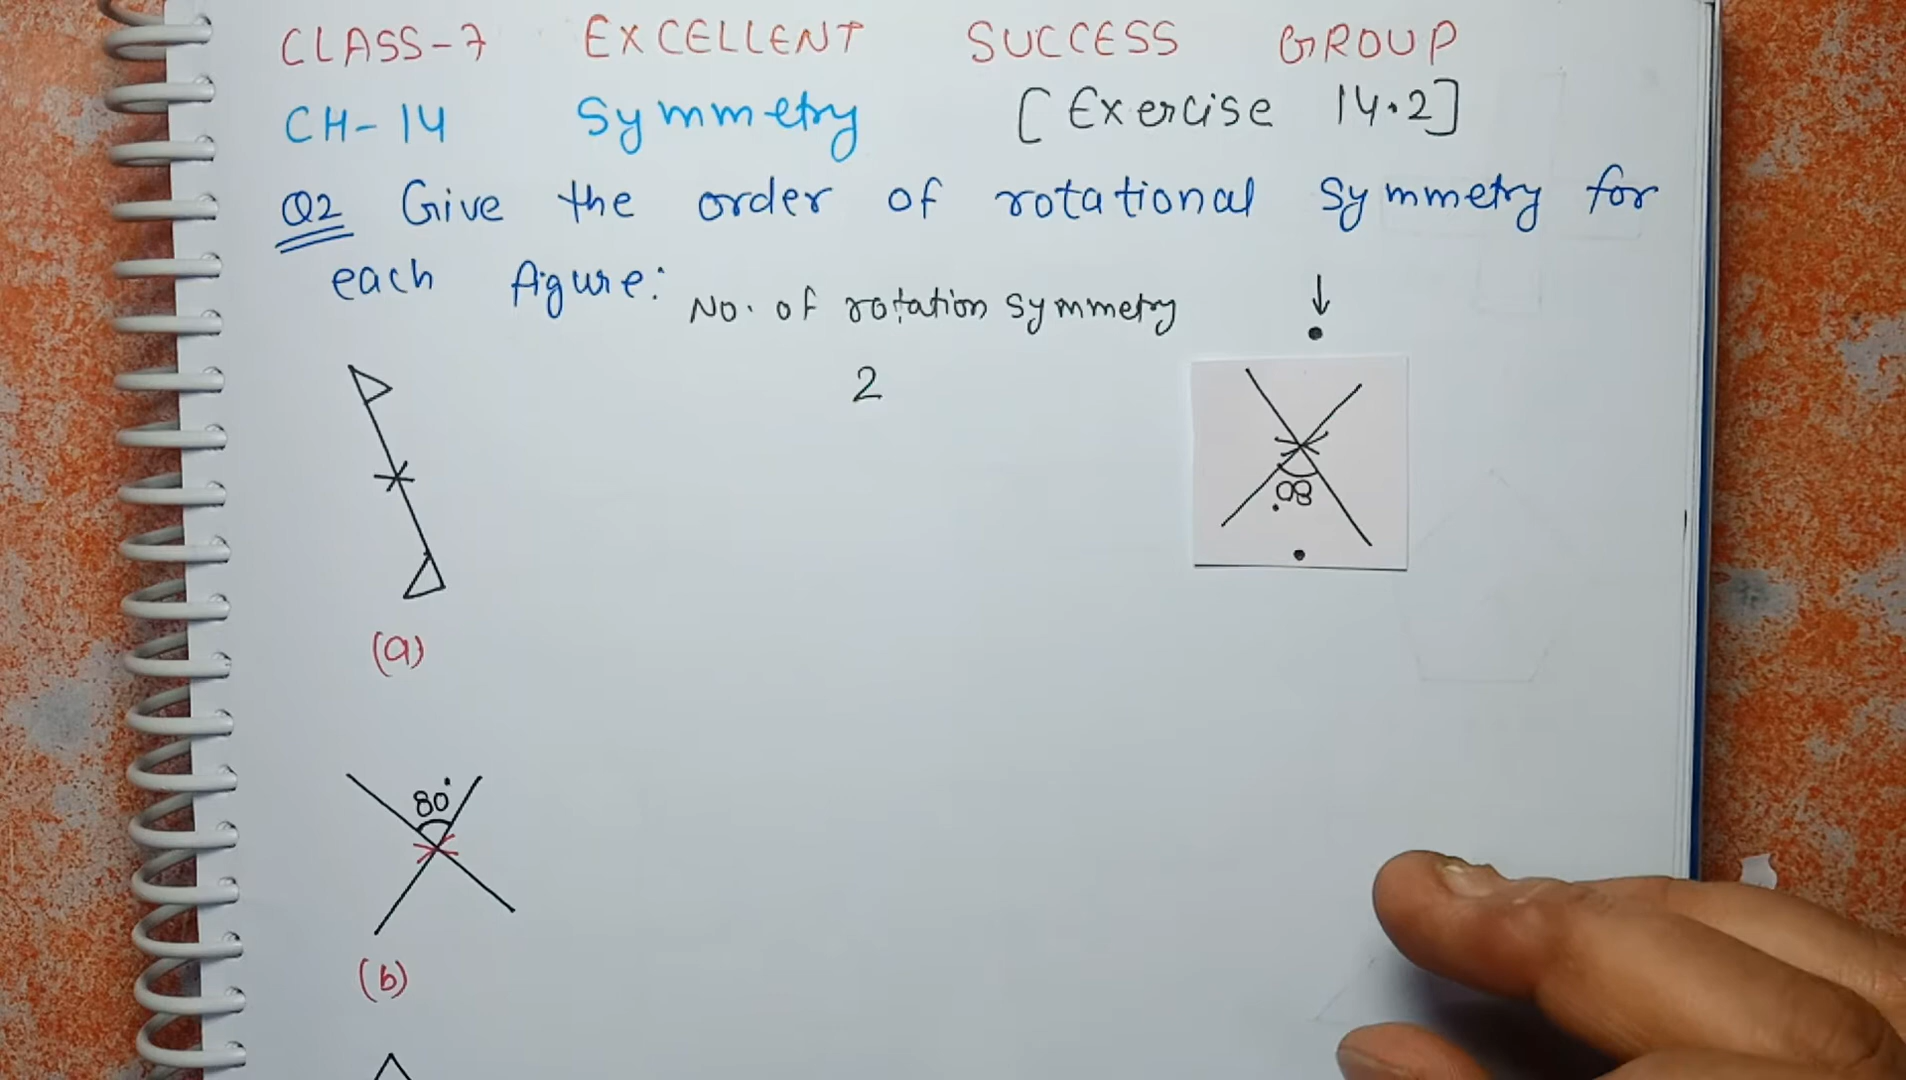 CLASS-7 EXCELLENT SUCCESS GROUP
CH-14 Symmetry [Exercise 14.2]
Q2 Give the order of rotational symmetry for
each figure:
No. of rotation symmetry
2
80°
(a)
80°
(b)